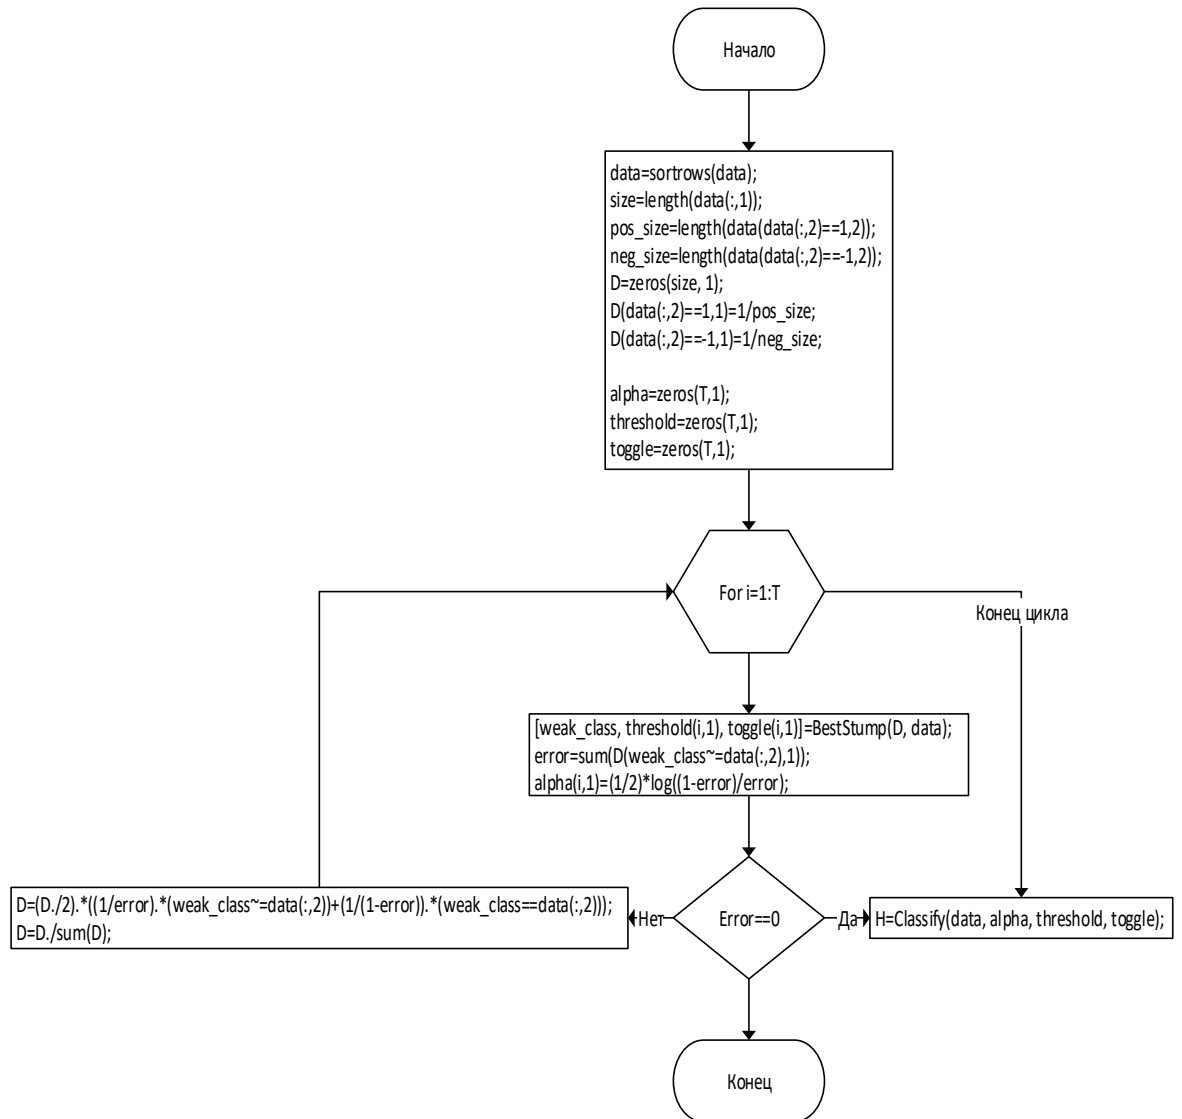 Начало
data=sortrows(data);
size=length(data(:,1));
pos_size=length(data(data(:,2)==1,2));
neg_size=length(data(data(:,2)==-1,2));
D=zeros(size, 1);
D(data(:,2)==1,1)=1/pos_size;
D(data(:,2)==-1,1)=1/neg_size;
alpha=zeros(T,1);
threshold=zeros(T,1);
toggle=zeros(T,1);
For i=1:T
Конец цикла
[weak_class, threshold(i,1), toggle(i,1)]=BestStump(D, data);
error=sum(D(weak_class~=data(:,2),1));
alpha(i,1)=(1/2)*log((1-error)/error);
D=(D./2).*((1/error).*(weak_class~=data(:,2))+(1/(1-error)).*(weak_class==data(:,2)));
D=D./sum(D);
Нет
Error==0
Да
H=Classify(data, alpha, threshold, toggle);
Конец